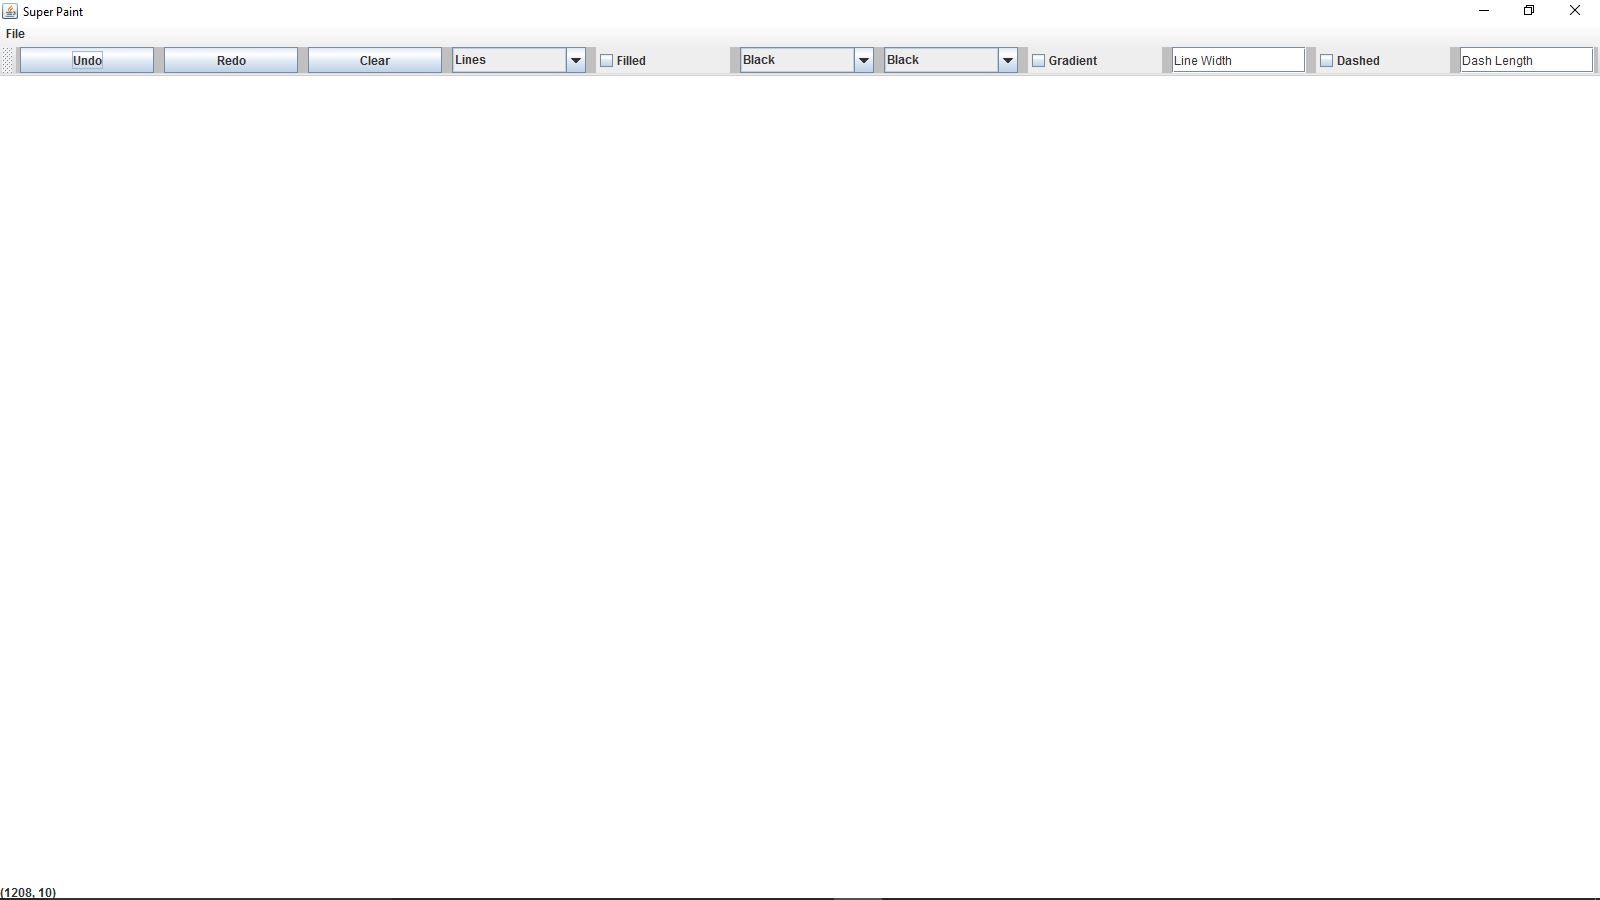 Super Paint
File
Undo Redo Clear Lines Filled Black Black Gradient Line Width Dashed Dash Length
(1208, 10)